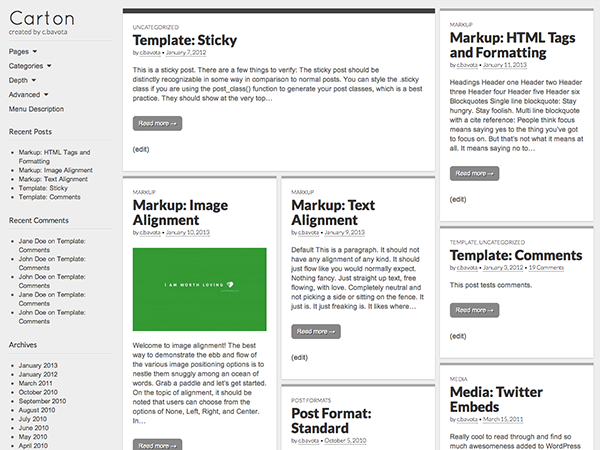 Carton
created by c.bavota
Pages
Categories
Depth
Advanced
Menu Description
Recent Posts
Markup: HTML Tags and
Formatting
Markup: Image Alignment
Markup: Text Alignment
Template: Sticky
Template: Comments
Recent Comments
Jane Doe on Template:
Comments
John Doe on Template:
Comments
John Doe on Template:
Comments
Jane Doe on Template:
Comments
John Doe on Template:
Comments
Archives
January 2013
January 2012
March 2011
October 2010
September 2010
August 2010
July 2010
June 2010
May 2010
April 2010
UNCATEGORIZED
Template: Sticky
by c.bavota • January 7, 2012
This is a sticky post. There are a few things to verify: The sticky post should be
distinctly recognizable in some way in comparison to normal posts. You can style the .sticky
class if you are using the post_class() function to generate your post classes, which is a best
practice. They should show at the very top…
Read more →
(edit)
MARKUP
Markup: HTML Tags
and Formatting
by c.bavota • January 11, 2013
Headings Header one Header two Header
three Header four Header five Header six
Blockquotes Single line blockquote: Stay
hungry. Stay foolish. Multi line blockquote
with a cite reference: People think focus
means saying yes to the thing you've got
to focus on. But that's not what it means at
all. It means saying no to…
Read more →
(edit)
MARKUP
Markup: Image
Alignment
by c.bavota • January 10, 2013
I AM WORTH LOVING
Welcome to image alignment! The best
way to demonstrate the ebb and flow of
the various image positioning options is to
nestle them snuggly among an ocean of
words. Grab a paddle and let's get started.
On the topic of alignment, it should be
noted that users can choose from the
options of None, Left, Right, and Center.
In…
Read more →
MARKUP
Markup: Text
Alignment
by c.bavota • January 9, 2013
Default This is a paragraph. It should not
have any alignment of any kind. It should
just flow like you would normally expect.
Nothing fancy. Just straight up text, free
flowing, with love. Completely neutral and
not picking a side or sitting on the fence. It
just is. It just freaking is. It likes where…
Read more →
(edit)
POST FORMATS
Post Format:
Standard
by c.bavota • October 5, 2010
TEMPLATE, UNCATEGORIZED
Template: Comments
by c.bavota • January 3, 2012 • 19 Comments
This post tests comments.
Read more →
(edit)
MEDIA
Media: Twitter
Embeds
by c.bavota • March 15, 2011
Really cool to read through and find so
much awesomeness added to WordPress